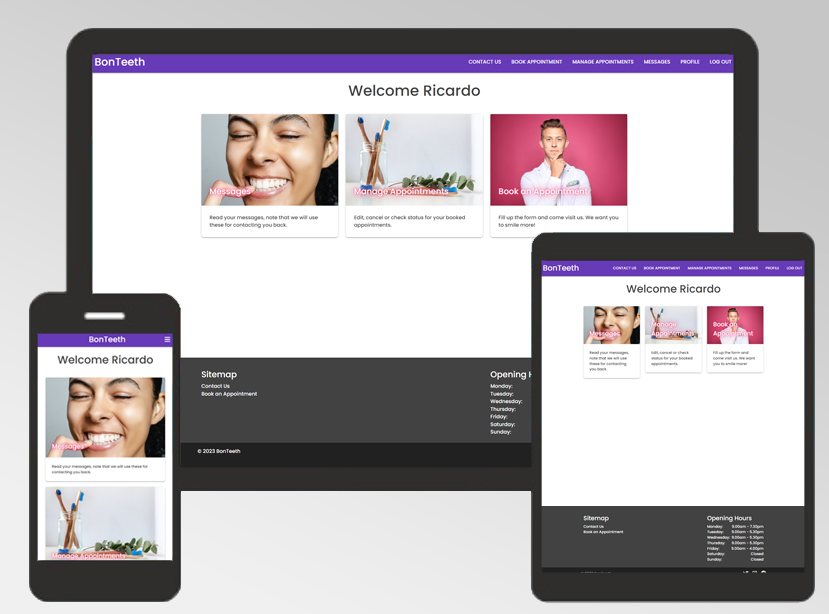 BonTeeth
CONTACT US BOOK APPOINTMENT MANAGE APPOINTMENTS MESSAGES PROFILE LOG OUT
Welcome Ricardo
Messages
Read your messages, note that we will use
these for contacting you back.
Manage Appointments
Edit, cancel or check status for your booked
appointments.
Book an Appointment
Fill up the form and come visit us. We want you
to smile more!
Sitemap
Contact Us
Book an Appointment
Opening H
Monday:
Tuesday:
Wednesday:
Thursday:
Friday:
Saturday:
Sunday:
© 2023 BonTeeth
BonTeeth
Welcome Ricardo
Messages
Read your messages, note that we will use these for
contacting you back.
Manage Appointments
BonTeeth
CONTACT US BOOK APPOINTMENT MANAGE APPOINTMENTS MESSAGES PROFILE LOG OUT
Welcome Ricardo
Messages
Read your messages,
note that we will use
these for contacting
you back.
Manage
Appointments
Edit, cancel or check
status for your booked
appointments.
Book an
Appointment
Fill up the form and
come visit us. We want
you to smile more!
Sitemap
Contact Us
Book an Appointment
Opening Hours
Monday: 9.00am - 7.30pm
Tuesday: 9.00am - 5.30pm
Wednesday: 9.00am - 5.30pm
Thursday: 9.00am - 5.30pm
Friday: 9.00am - 4.00pm
Saturday: Closed
Sunday: Closed